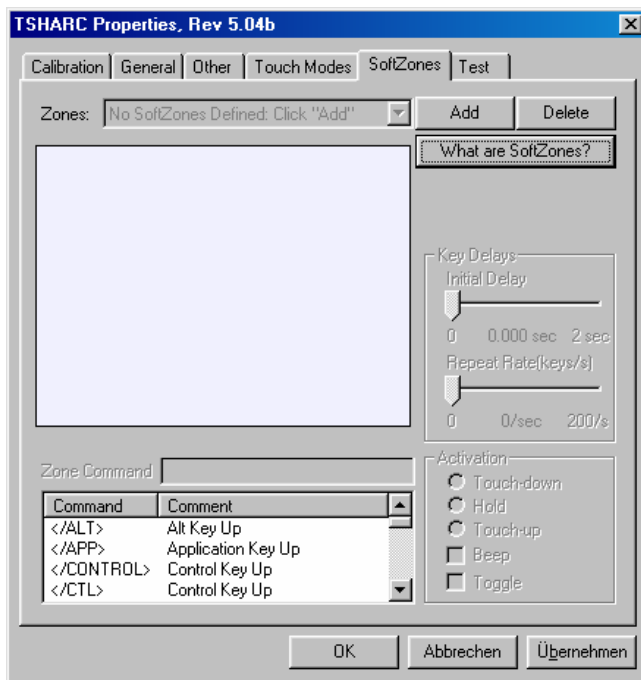 TSHARC Properties, Rev 5.04b
Calibration General Other Touch Modes SoftZones Test
Zones: No SoftZones Defined: Click "Add" Add Delete
What are SoftZones?
Key Delays
Initial Delay
0 0.000 sec 2 sec
Repeat Rate(keys/s)
0 0/sec 200/s
Zone Command
Command Comment
</ALT> Alt Key Up
</APP> Application Key Up
</CONTROL> Control Key Up
</CTL> Control Key Up
Activation
Touch-down
Hold
Touch-up
Beep
Toggle
OK Abbrechen Übernehmen